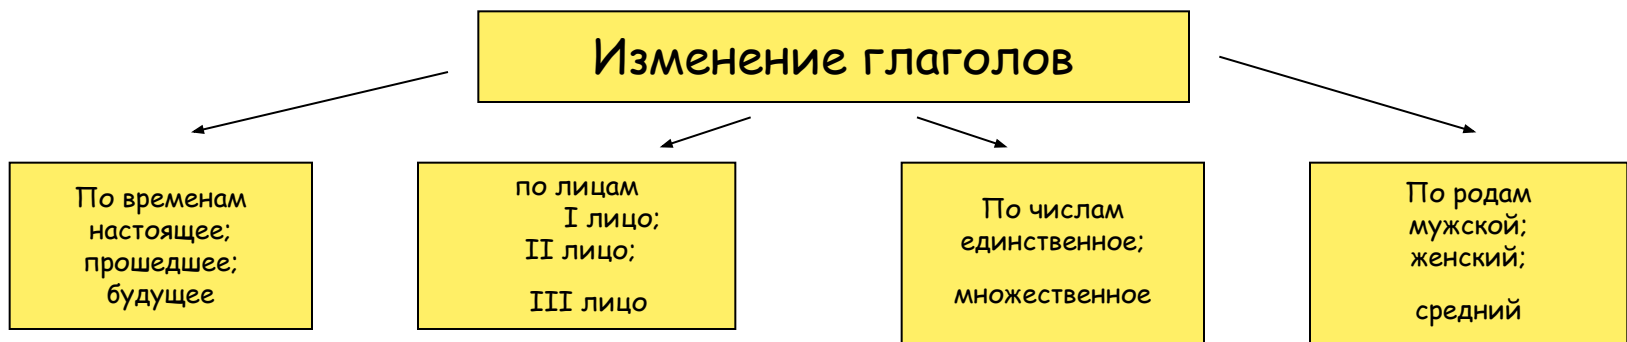 Изменение глаголов
По временам
настоящее;
прошедшее;
будущее
по лицам
I лицо;
II лицо;
III лицо
По числам
единственное;
множественное
По родам
мужской;
женский;
средний